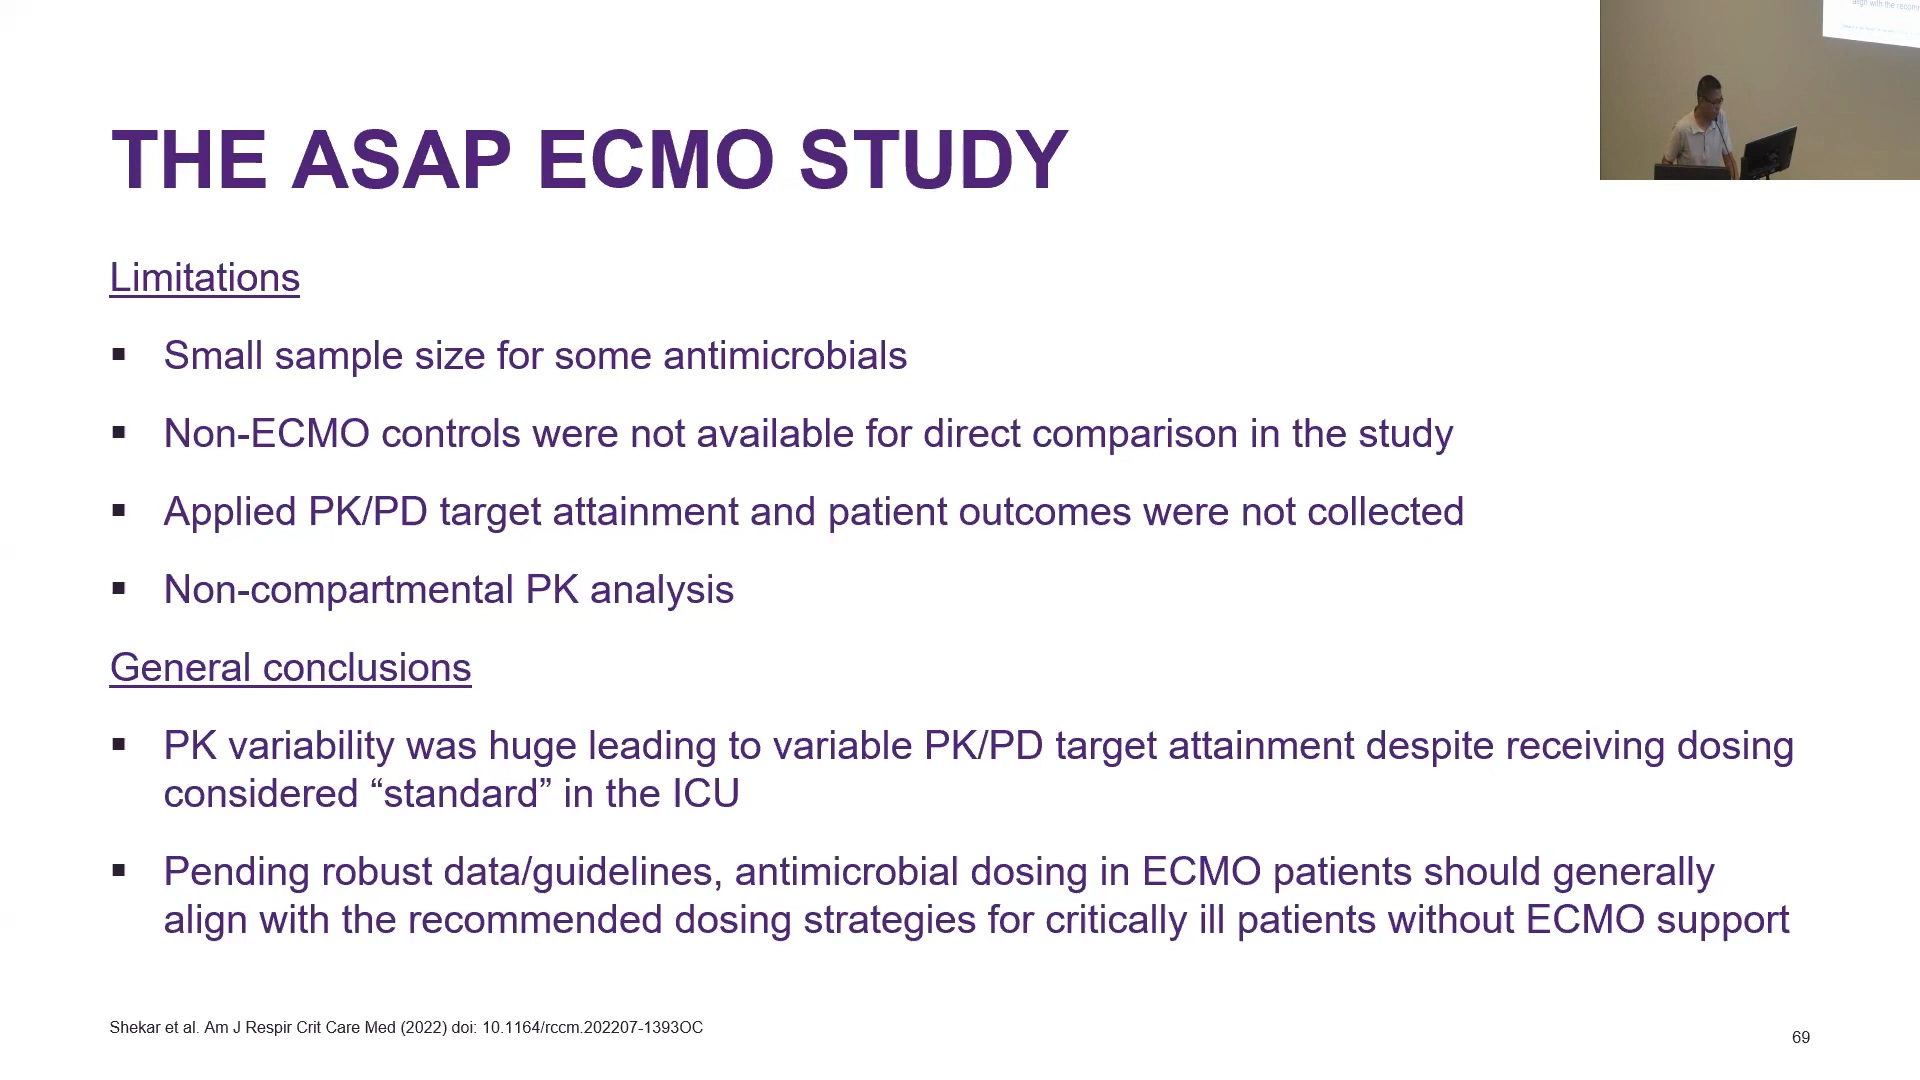 align with the recomm
THE ASAP ECMO STUDY
Limitations
▪ Small sample size for some antimicrobials
▪ Non-ECMO controls were not available for direct comparison in the study
▪ Applied PK/PD target attainment and patient outcomes were not collected
▪ Non-compartmental PK analysis
General conclusions
▪ PK variability was huge leading to variable PK/PD target attainment despite receiving dosing
considered “standard” in the ICU
▪ Pending robust data/guidelines, antimicrobial dosing in ECMO patients should generally
align with the recommended dosing strategies for critically ill patients without ECMO support
Shekar et al. Am J Respir Crit Care Med (2022) doi: 10.1164/rccm.202207-1393OC
69